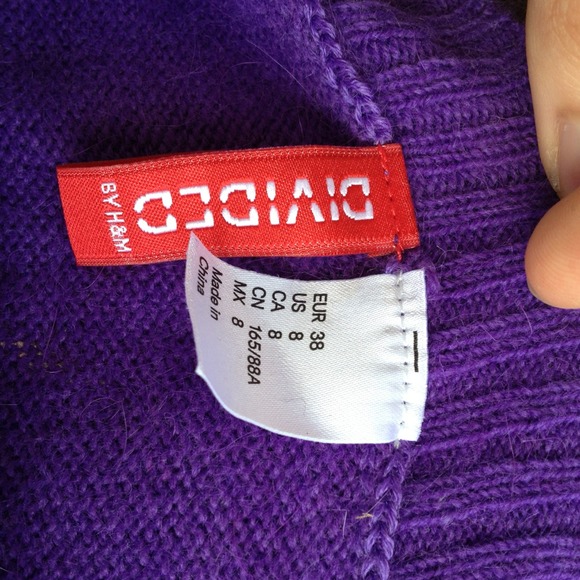 DIVIDED
BY H&M
EUR 38
US 8
CA 8
CN 165/88A
MX 8
Made in
China